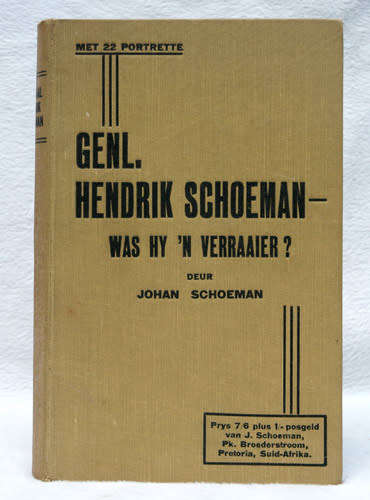 MET 22 PORTRETTE
GENL.
HENDRIK SCHOEMAN—
WAS HY 'N VERRAAIER?
DEUR
JOHAN SCHOEMAN
Prys 7/6 plus 1/- posgeld
van J. Schoeman,
Pk. Broederstroom,
Pretoria, Suid-Afrika.